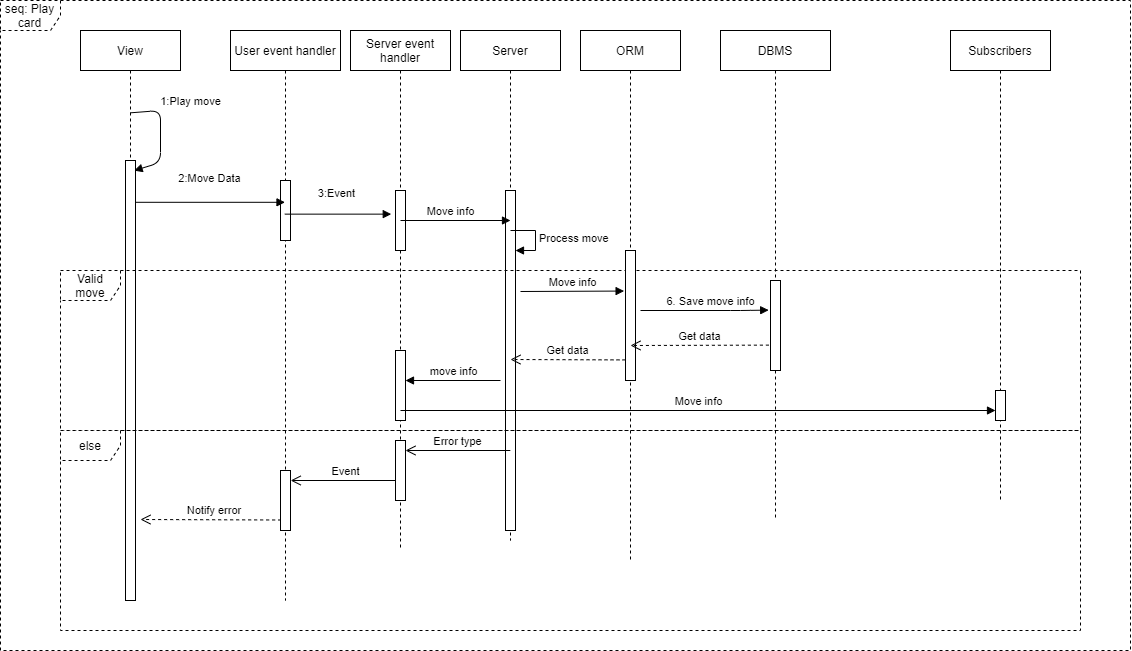 seq: Play
card
View
User event handler
Server event
handler
Server
ORM
DBMS
Subscribers
1:Play move
2:Move Data
3:Event
Move info
Process move
Valid
move
Move info
6. Save move info
Get data
Get data
move info
Move info
else
Error type
Event
Notify error